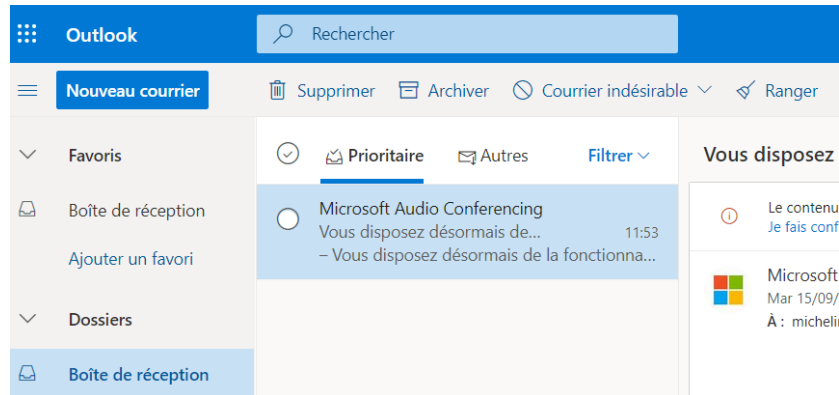 Outlook
Rechercher
Nouveau courrier
Supprimer Archiver Courrier indésirable Ranger
Favoris
Boîte de réception
Ajouter un favori
Dossiers
Boîte de réception
Prioritaire Autres Filtrer
Microsoft Audio Conferencing
Vous disposez désormais de... 11:53
– Vous disposez désormais de la fonctionna...
Vous disposez
Le contenu
Je fais conf
Microsoft
Mar 15/09/
À : micheli